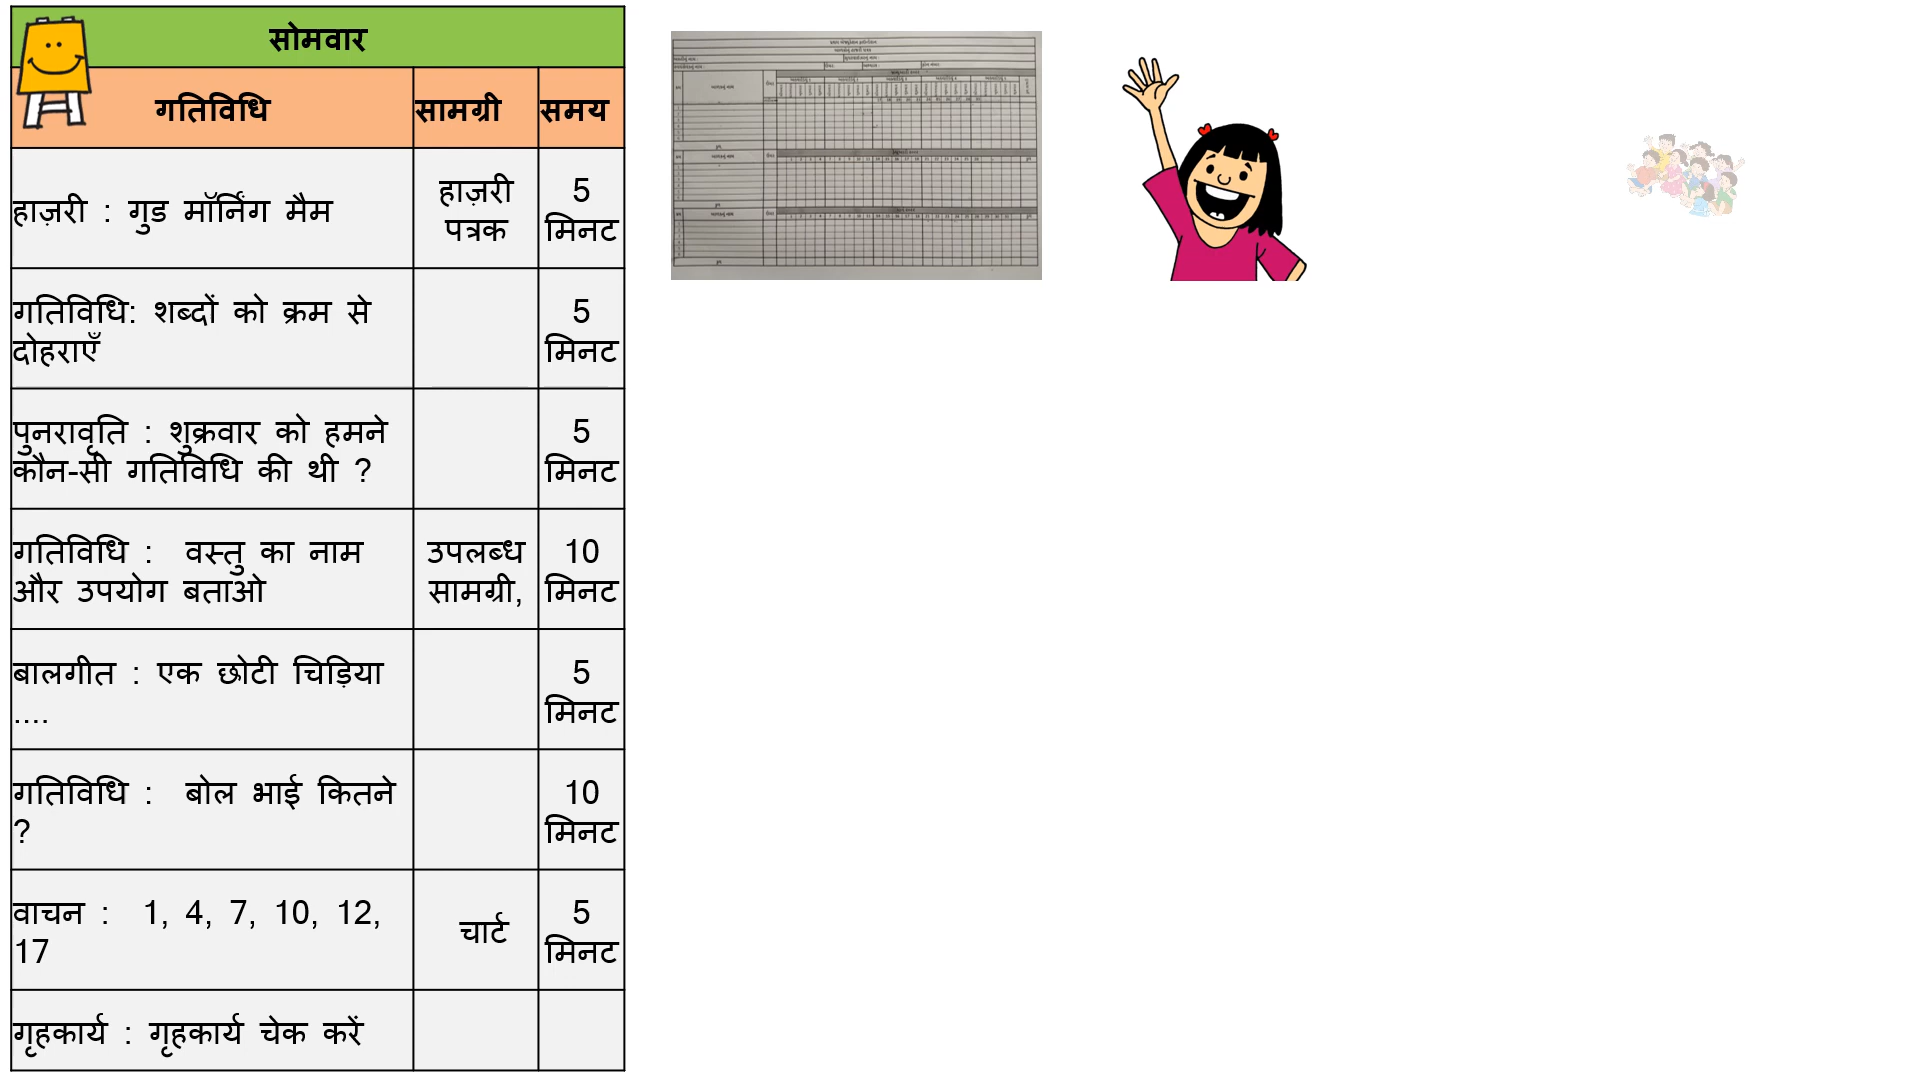 सोमवार
गतिविधि सामग्री समय
हाज़री : गुड मॉर्निंग मैम
हाज़री
पत्रक
5
मिनट
गतिविधि: शब्दों को क्रम से
दोहराएँ
5
मिनट
पुनरावृति : शुक्रवार को हमने
कौन-सी गतिविधि की थी ?
5
मिनट
गतिविधि : वस्तु का नाम
और उपयोग बताओ
उपलब्ध
सामग्री,
10
मिनट
बालगीत : एक छोटी चिड़िया
....
5
मिनट
गतिविधि : बोल भाई कितने
?
10
मिनट
वाचन : 1, 4, 7, 10, 12,
17
चार्ट
5
मिनट
गृहकार्य : गृहकार्य चेक करें